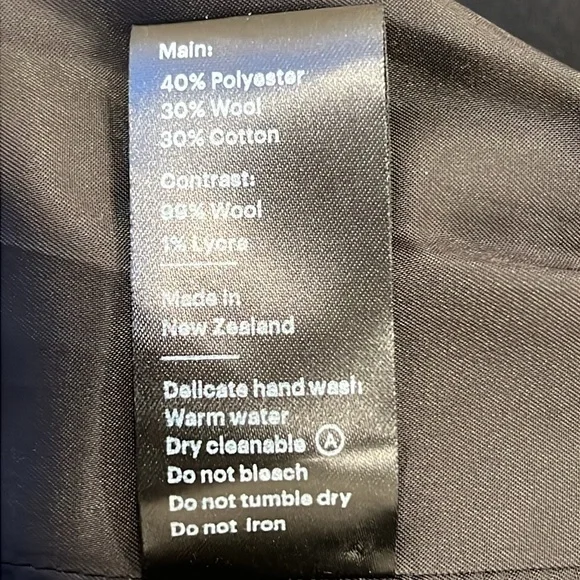 Main:
40% Polyester
30% Wool
30% Cotton
Contrast:
99% Wool
1% Lycra
Made in
New Zealand
Delicate hand wash
Warm water
Dry cleanable Ⓐ
Do not bleach
Do not tumble dry
Do not iron